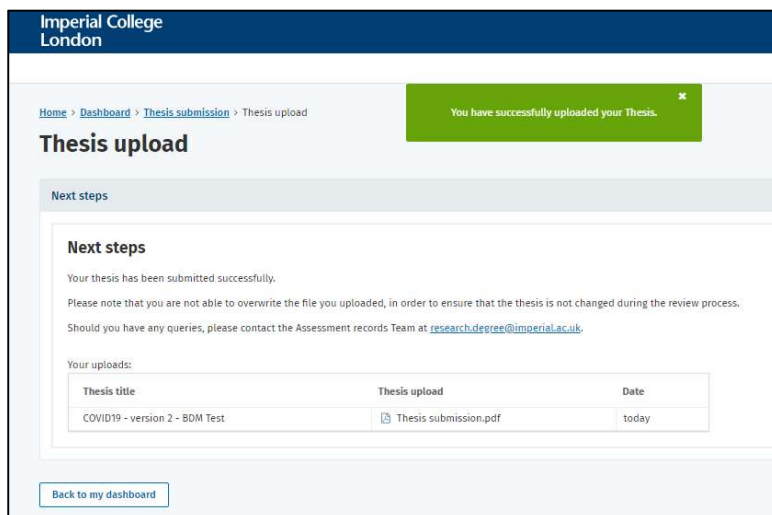 Imperial College
London
Home > Dashboard > Thesis submission > Thesis upload
You have successfully uploaded your Thesis.
Thesis upload
Next steps
Next steps
Your thesis has been submitted successfully.
Please note that you are not able to overwrite the file you uploaded, in order to ensure that the thesis is not changed during the review process.
Should you have any queries, please contact the Assessment records Team at research.degree@imperial.ac.uk.
Your uploads:
Thesis title Thesis upload Date
COVID19 - version 2 - BDM Test Thesis submission.pdf today
Back to my dashboard